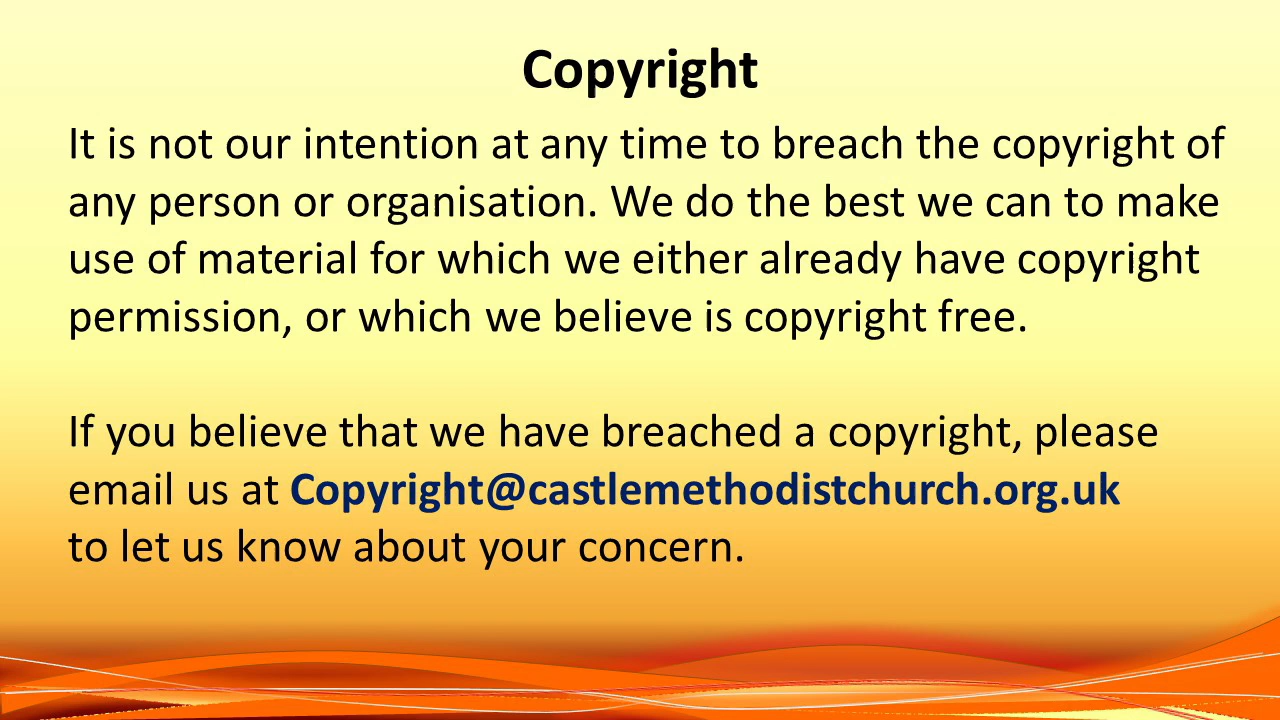 Copyright
It is not our intention at any time to breach the copyright of
any person or organisation. We do the best we can to make
use of material for which we either already have copyright
permission, or which we believe is copyright free.
If you believe that we have breached a copyright, please
email us at Copyright@castlemethodistchurch.org.uk
to let us know about your concern.